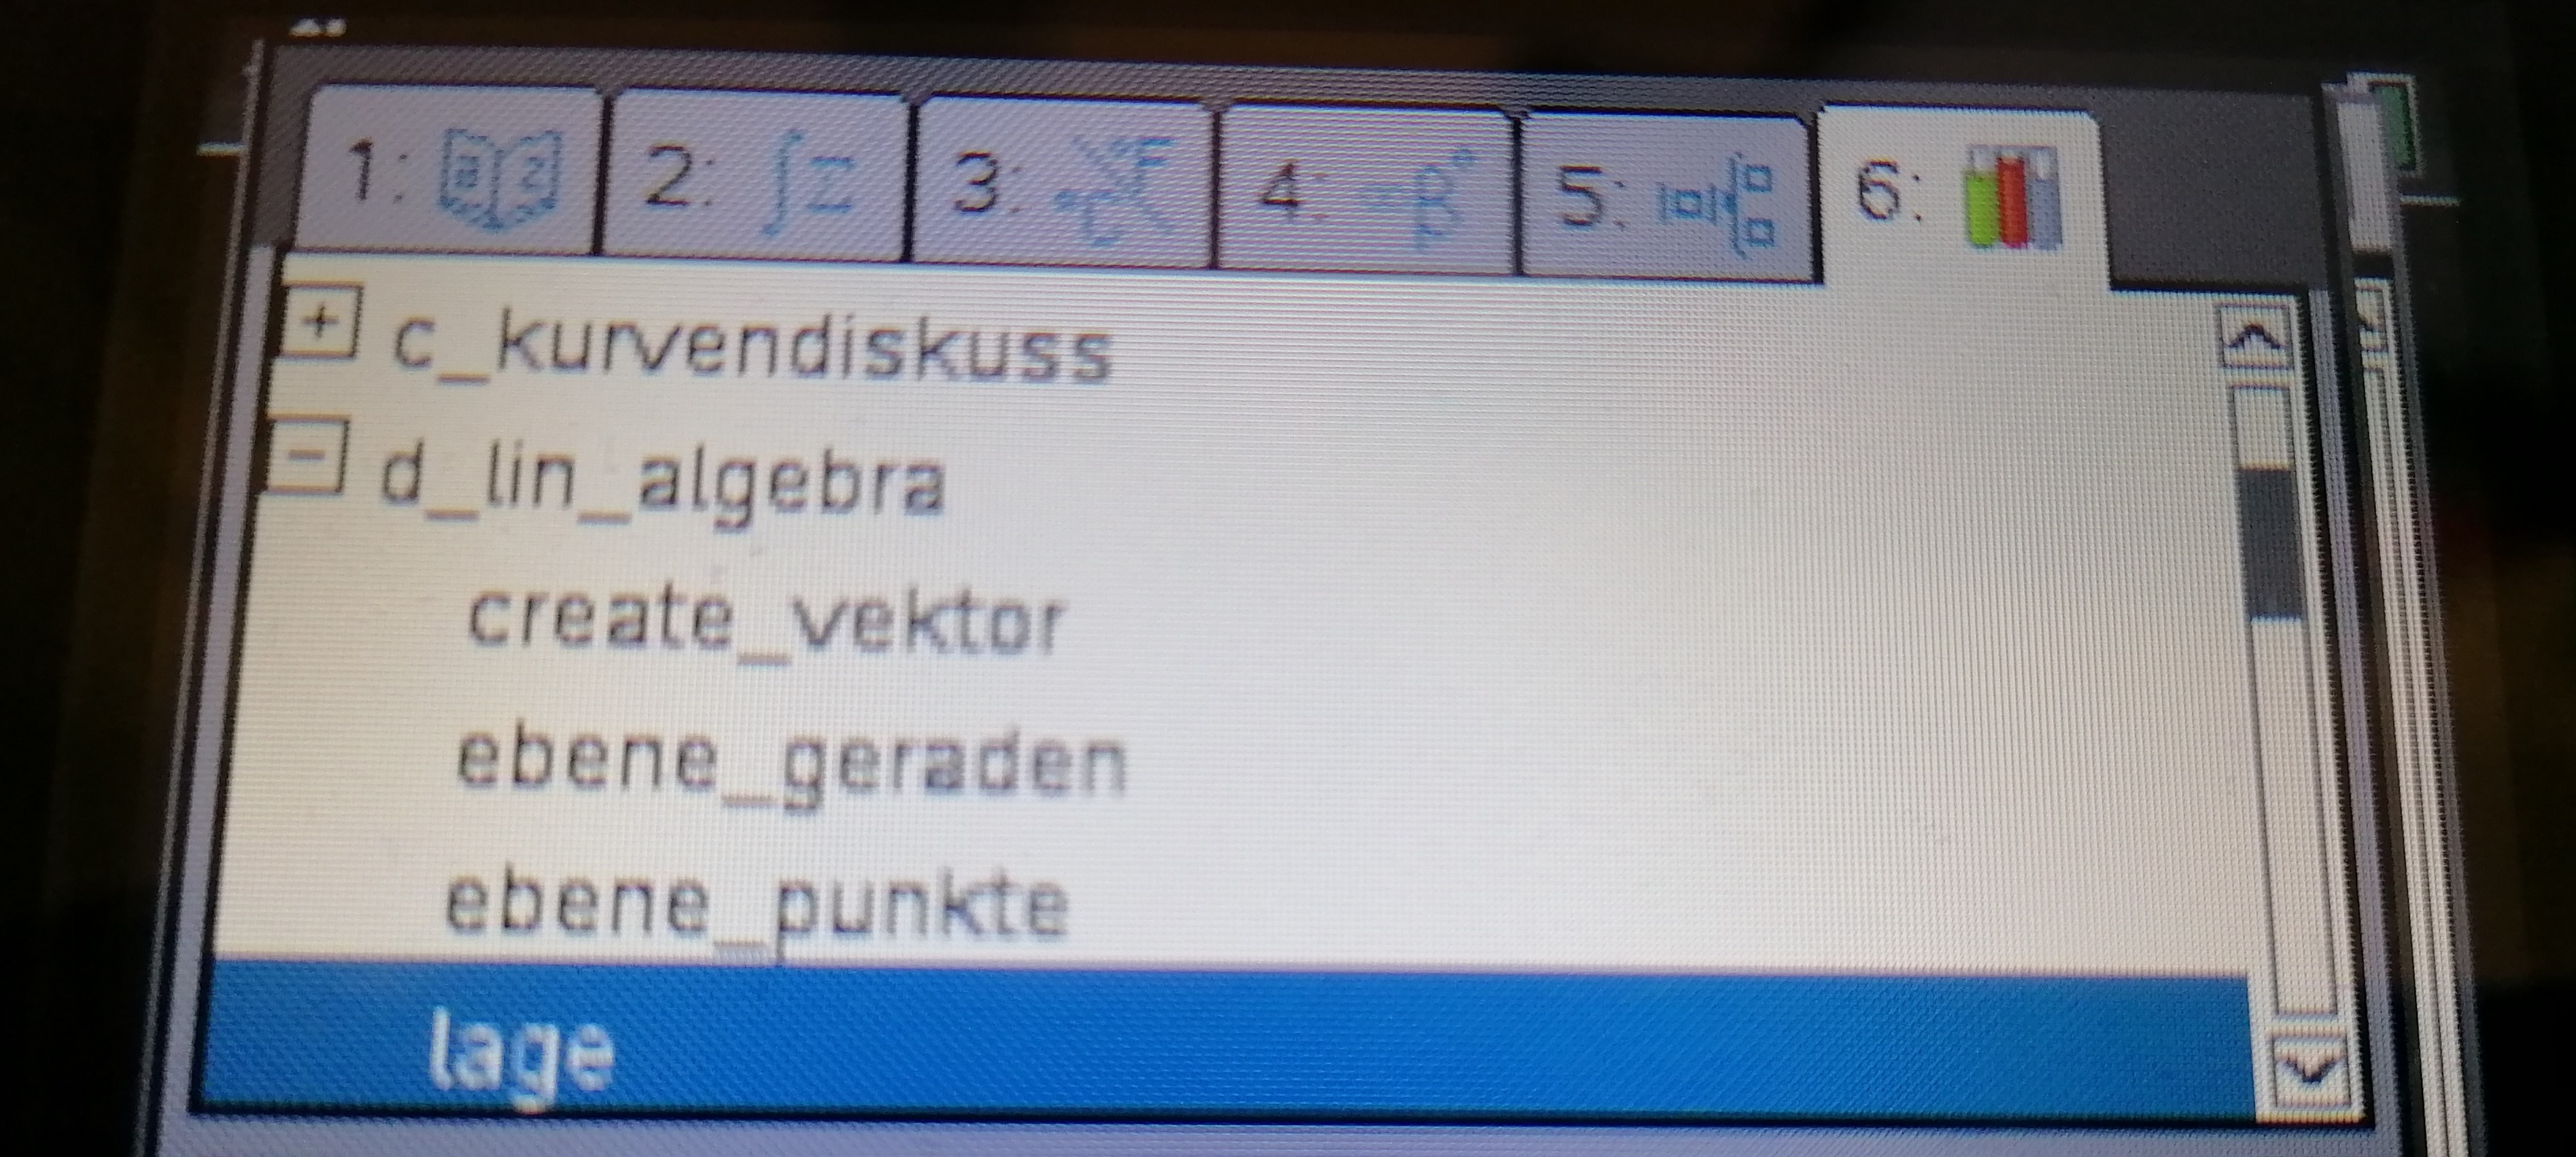 1: 2: ∫Σ 3: °C°F 4: β° 5: 6:
c_kurvendiskuss
d_lin_algebra
create_vektor
ebene_geraden
ebene_punkte
lage